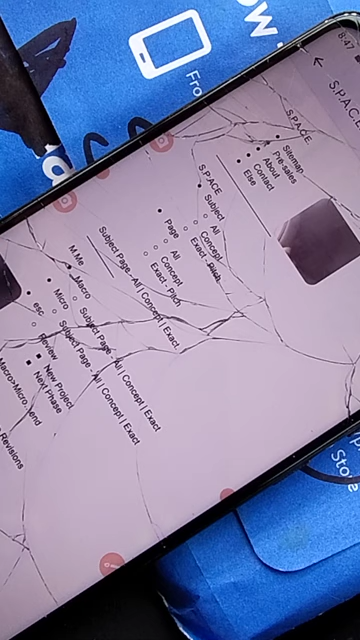 8:47
S.P.A.C.E
S.P.A.C.E
Sitemap
Pre-sales
About
Contact
Else
S.P.A.C.E
Subject
All
Concept
Exact - Pitch
Page
All
Concept
Exact - Pitch
Subject Page - All | Concept | Exact
M.Me
Macro
Subject Page - All | Concept | Exact
Micro
Subject Page - All | Concept | Exact
esc
Review
New Project
Next Phase
Macro>Micro
end
Revisions
ow.
Fro
Store